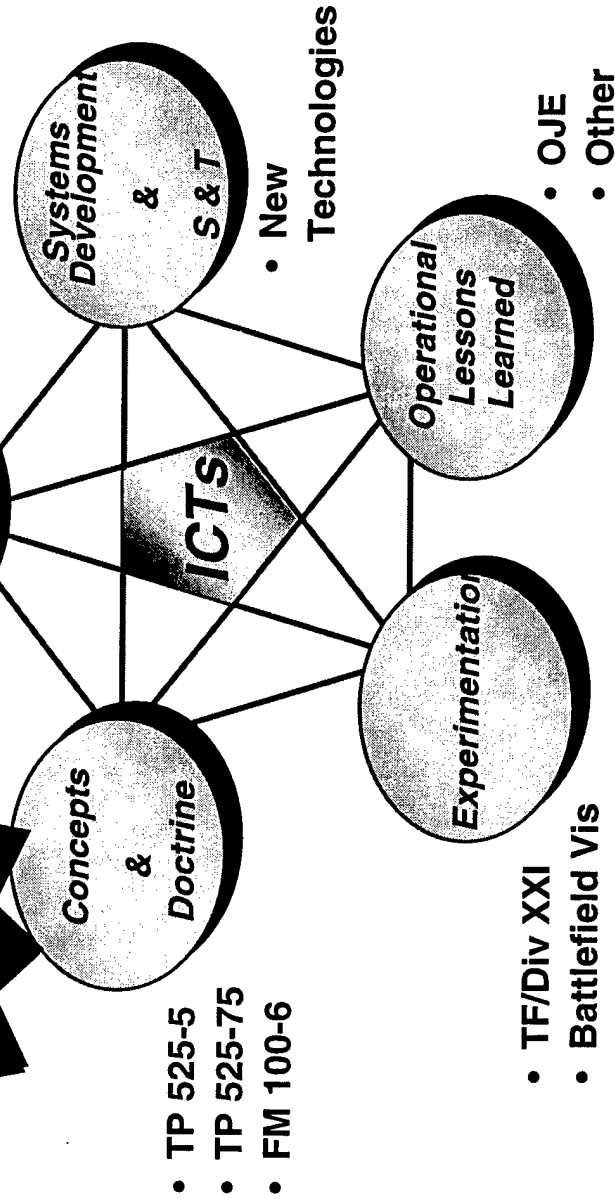 Systems
Development
&
S & T
• New
Technologies
Concepts
&
Doctrine
• TP 525-5
• TP 525-75
• FM 100-6
ICTs
Operational
Lessons
Learned
• OJE
• Other
Experimentation
• TF/Div XXI
• Battlefield Vis